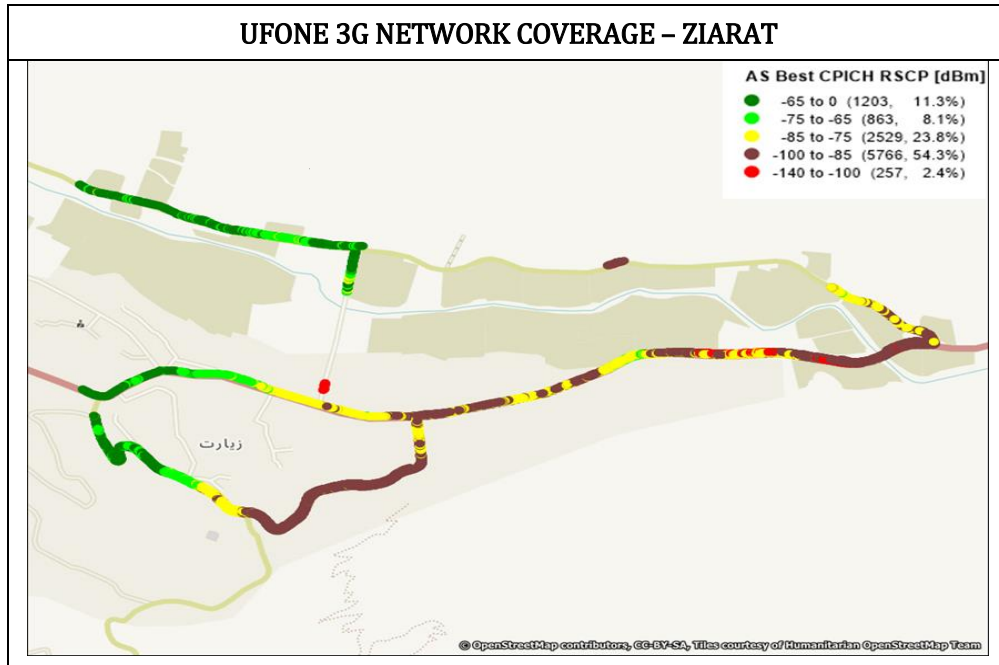 UFONE 3G NETWORK COVERAGE – ZIARAT
AS Best CPICH RSCP [dBm]
-65 to 0 (1203, 11.3%)
-75 to -65 (863, 8.1%)
-85 to -75 (2529, 23.8%)
-100 to -85 (5766, 54.3%)
-140 to -100 (257, 2.4%)
زیارت
© OpenStreetMap contributors, CC-BY-SA, Tiles courtesy of Humanitarian OpenStreetMap Team